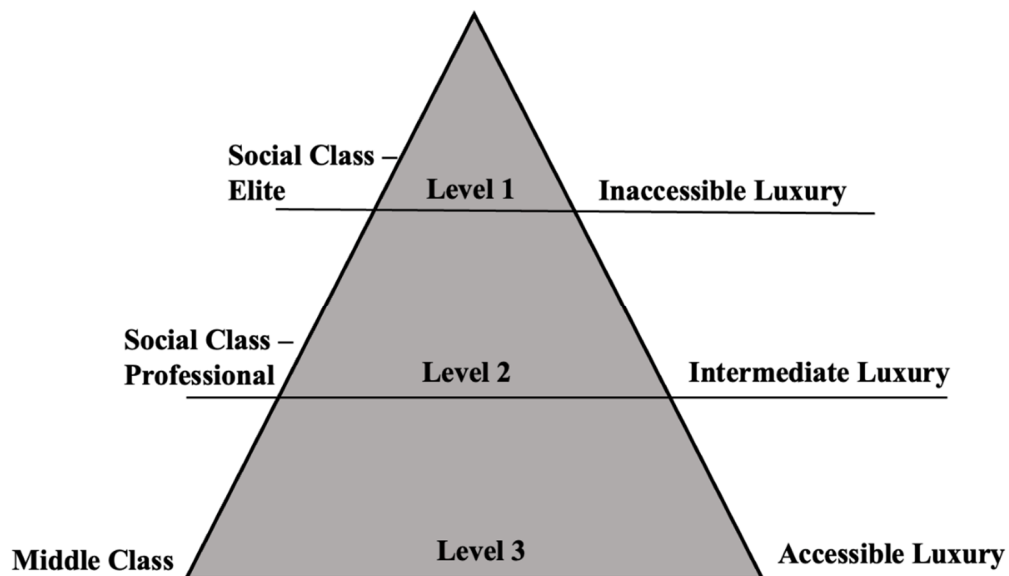 Social Class –
Elite
Level 1
Inaccessible Luxury
Social Class –
Professional
Level 2
Intermediate Luxury
Middle Class
Level 3
Accessible Luxury